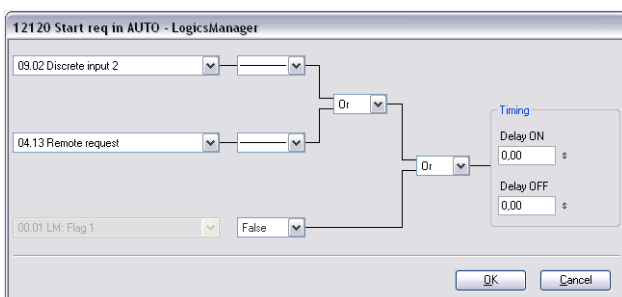 12120 Start req in AUTO - LogicsManager
09.02 Discrete input 2
Or
Timing
Delay ON
04.13 Remote request
0,00 s
Or
Delay OFF
0,00 s
00.01 LM: Flag 1
False
OK
Cancel